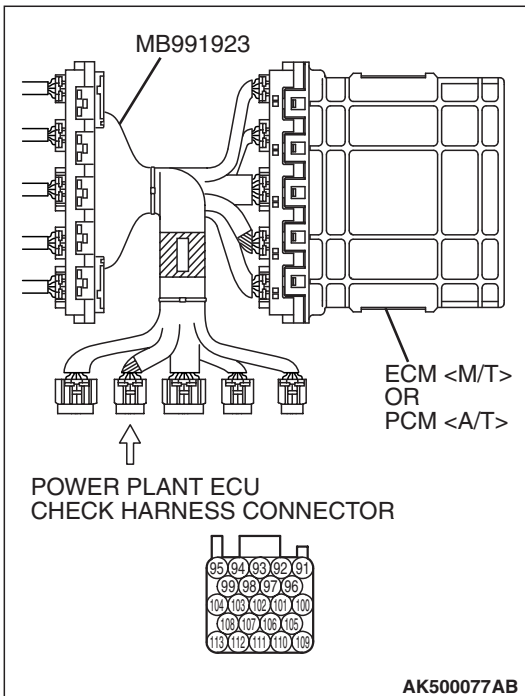 MB991923
ECM <M/T>
OR
PCM <A/T>
POWER PLANT ECU
CHECK HARNESS CONNECTOR
95 94 93 92 91
99 98 97 96
104 103 102 101 100
108 107 106 105
113 112 111 110 109
AK500077AB